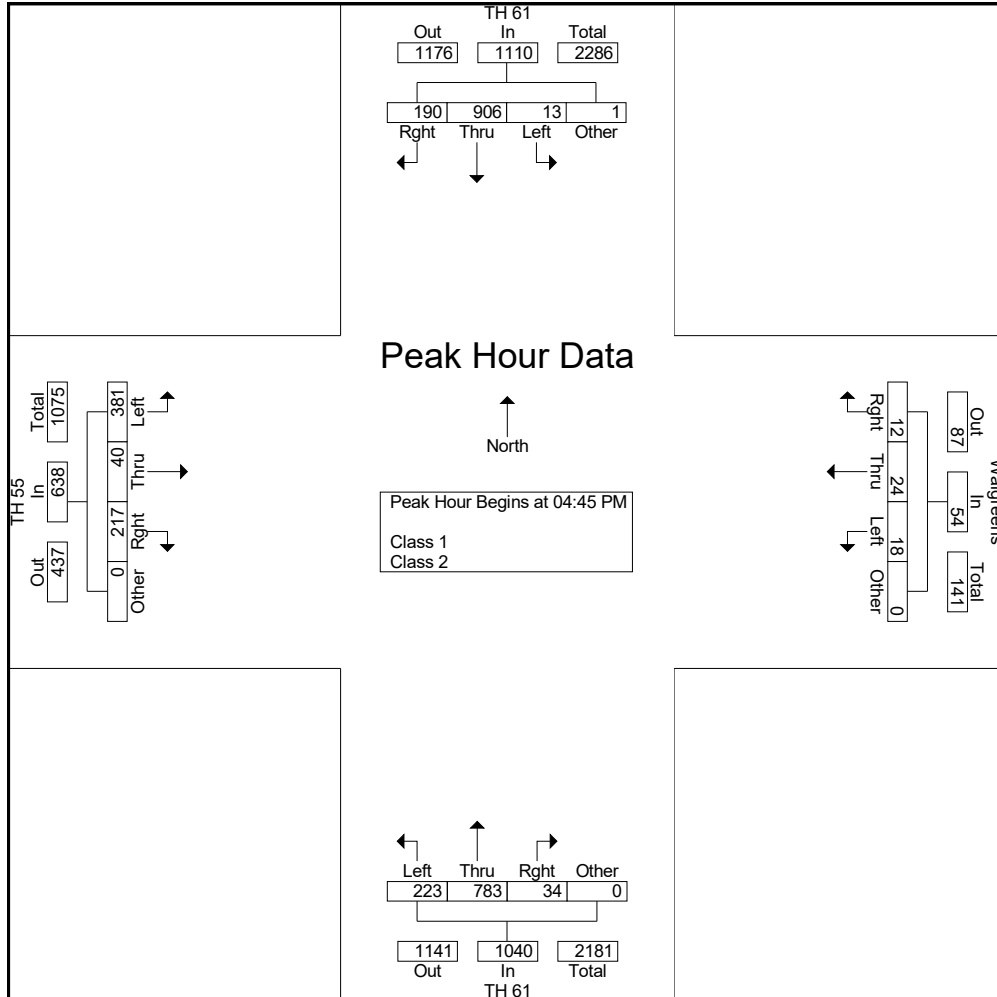 TH 61
Out In Total
1176 1110 2286
190 906 13 1
Rght Thru Left Other
Peak Hour Data
North
Peak Hour Begins at 04:45 PM
Class 1
Class 2
TH 55
Total In Out
1075 638 437
381 40 217 0
Left Thru Rght Other
Walgreens
Out In Total
87 54 141
12 24 18 0
Rght Thru Left Other
Left Thru Rght Other
223 783 34 0
1141 1040 2181
Out In Total
TH 61